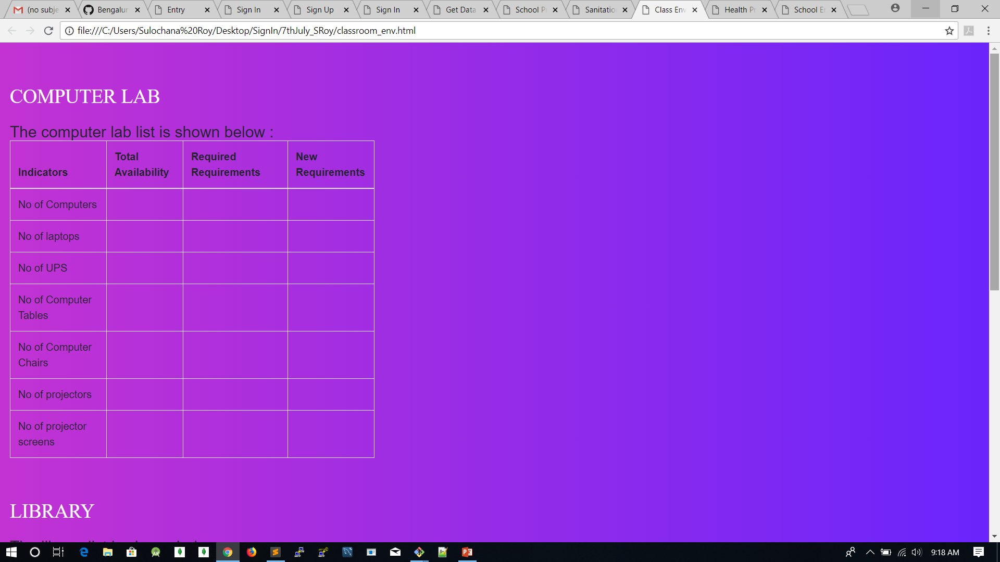 (no subje
Bengalur
Entry
Sign In
Sign Up
Sign In
Get Data
School P
Sanitatio
Class Env
Health Pr
School E
file:///C:/Users/Sulochana%20Roy/Desktop/SignIn/7thJuly_SRoy/classroom_env.html
COMPUTER LAB
The computer lab list is shown below :
Indicators
Total
Availability
Required
Requirements
New
Requirements
No of Computers
No of laptops
No of UPS
No of Computer
Tables
No of Computer
Chairs
No of projectors
No of projector
screens
LIBRARY
9:18 AM